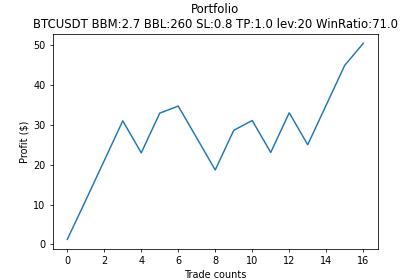 Portfolio
BTCUSDT BBM:2.7 BBL:260 SL:0.8 TP:1.0 lev:20 WinRatio:71.0
50
40
30
20
10
0
Profit ($)
0 2 4 6 8 10 12 14 16
Trade counts